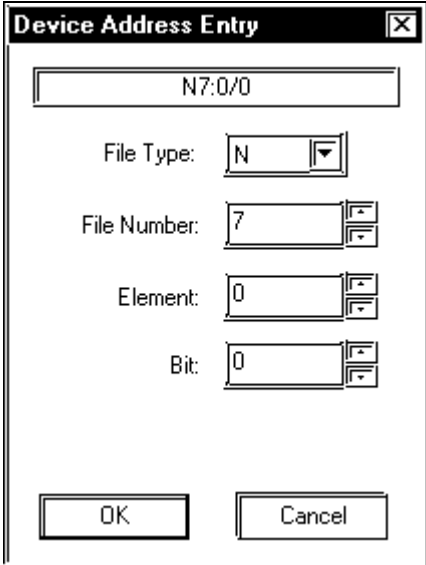 Device Address Entry
N7:0/0
File Type: N
File Number: 7
Element: 0
Bit: 0
OK Cancel